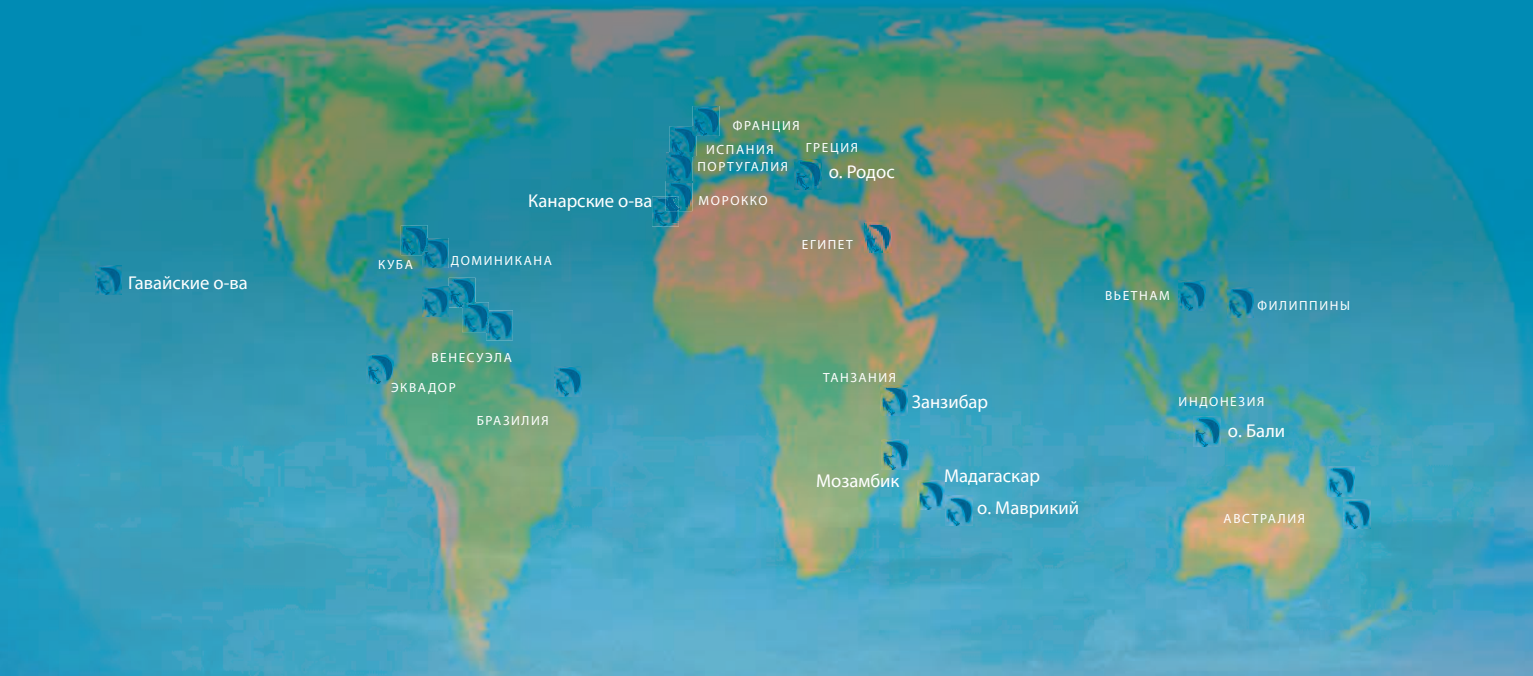 ФРАНЦИЯ
ИСПАНИЯ
ГРЕЦИЯ
ПОРТУГАЛИЯ
о. Родос
Канарские о-ва
МОРОККО
ЕГИПЕТ
КУБА
ДОМИНИКАНА
Гавайские о-ва
ВЬЕТНАМ
ФИЛИППИНЫ
ВЕНЕСУЭЛА
ЭКВАДОР
ТАНЗАНИЯ
Занзибар
ИНДОНЕЗИЯ
БРАЗИЛИЯ
о. Бали
Мозамбик
Мадагаскар
о. Маврикий
АВСТРАЛИЯ